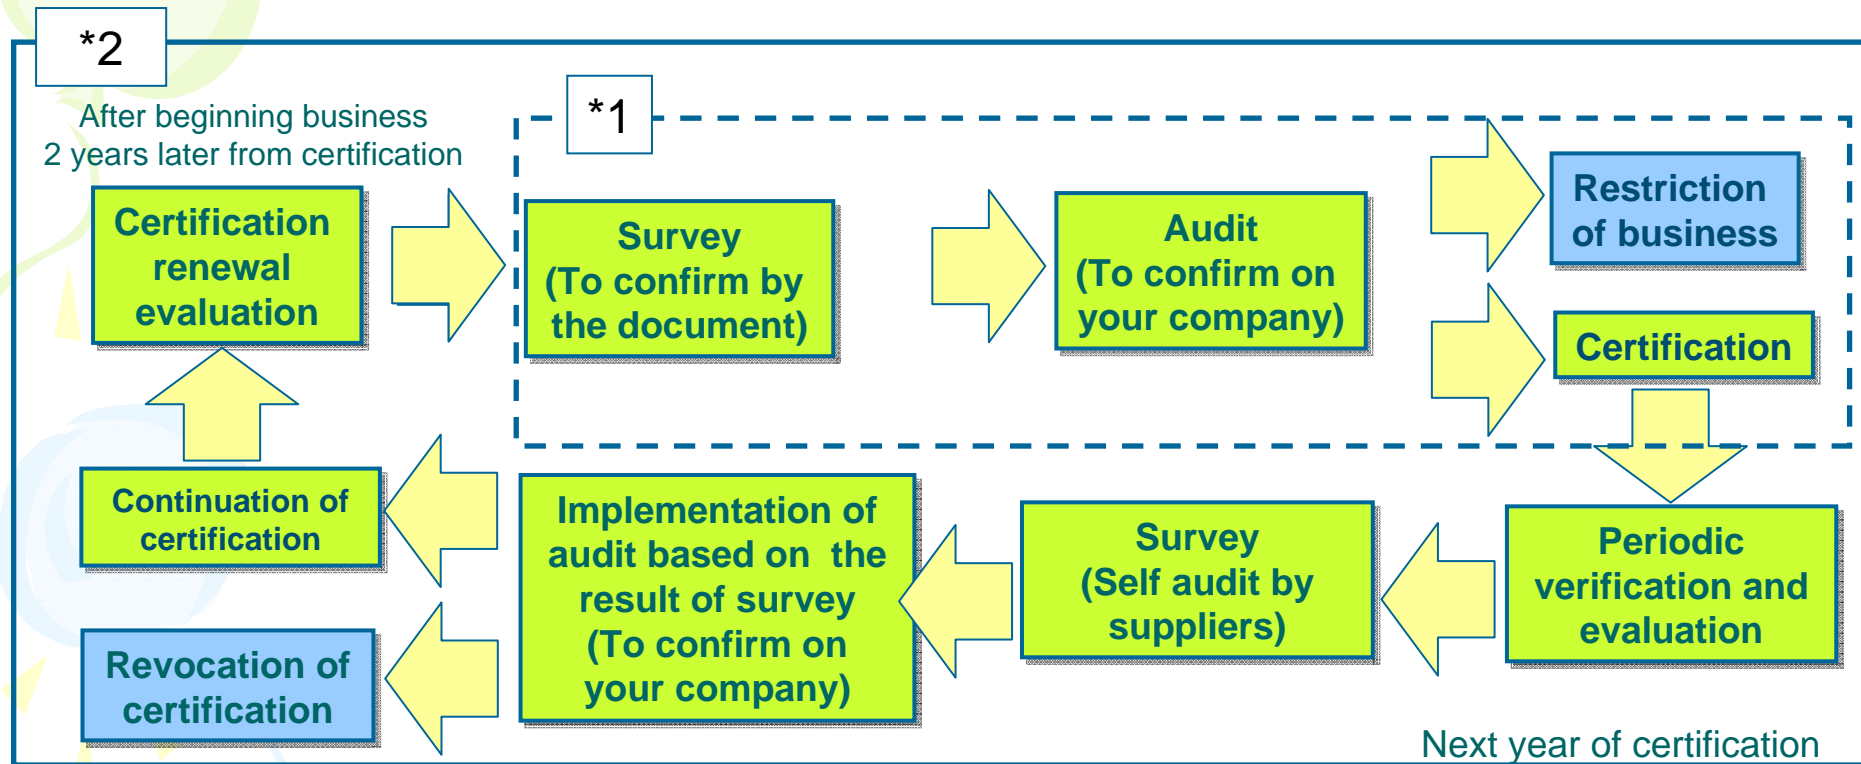 *2
*1
After beginning business
2 years later from certification
Certification
renewal
evaluation
Survey
(To confirm by
the document)
Audit
(To confirm on
your company)
Restriction
of business
Certification
Continuation of
certification
Revocation of
certification
Implementation of
audit based on the
result of survey
(To confirm on
your company)
Survey
(Self audit by
suppliers)
Periodic
verification and
evaluation
Next year of certification